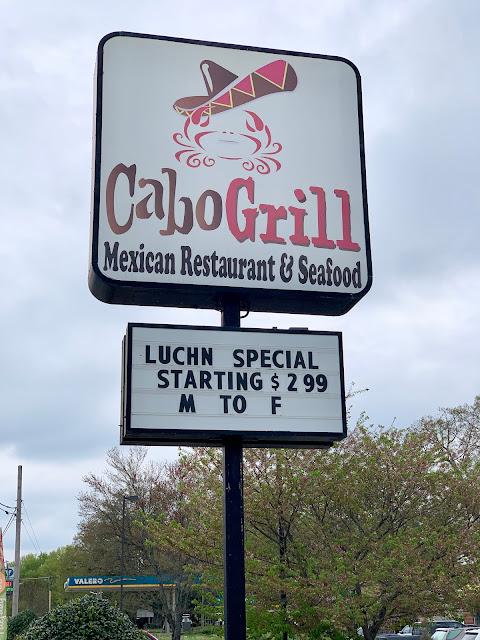 CaboGrill
Mexican Restaurant & Seafood
LUCHN SPECIAL
STARTING $ 2 99
M TO F
VALERO